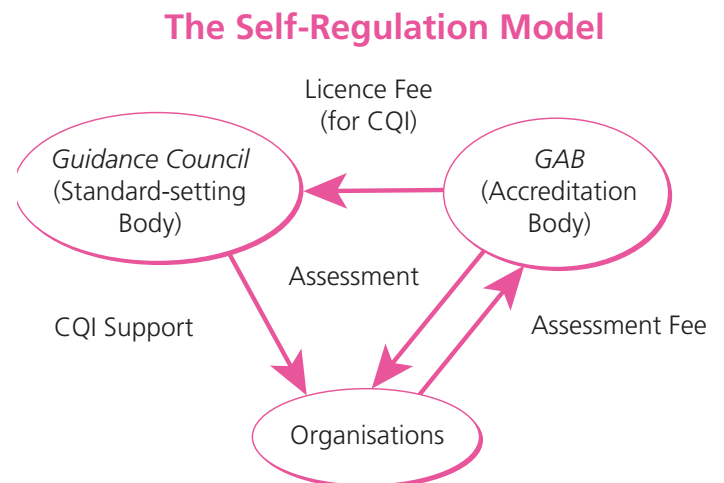 The Self-Regulation Model
Licence Fee
(for CQI)
Guidance Council
(Standard-setting
Body)
GAB
(Accreditation
Body)
Assessment
CQI Support
Assessment Fee
Organisations